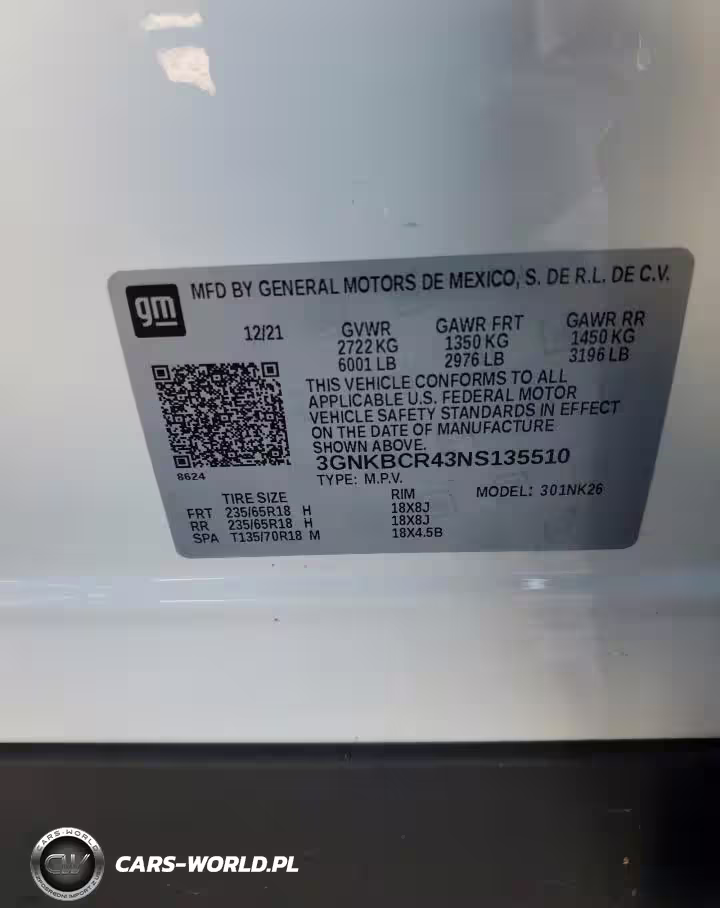 gm
MFD BY GENERAL MOTORS DE MEXICO, S. DE R.L. DE C.V.
12/21 GVWR GAWR FRT GAWR RR
2722 KG 1350 KG 1450 KG
6001 LB 2976 LB 3196 LB
THIS VEHICLE CONFORMS TO ALL
APPLICABLE U.S. FEDERAL MOTOR
VEHICLE SAFETY STANDARDS IN EFFECT
ON THE DATE OF MANUFACTURE
SHOWN ABOVE.
8624
3GNKBCR43NS135510
TYPE: M.P.V.
MODEL: 301NK26
TIRE SIZE RIM
FRT 235/65R18 H 18X8J
RR 235/65R18 H 18X8J
SPA T135/70R18 M 18X4.5B
CARS-WORLD
CW
CARS-WORLD.PL